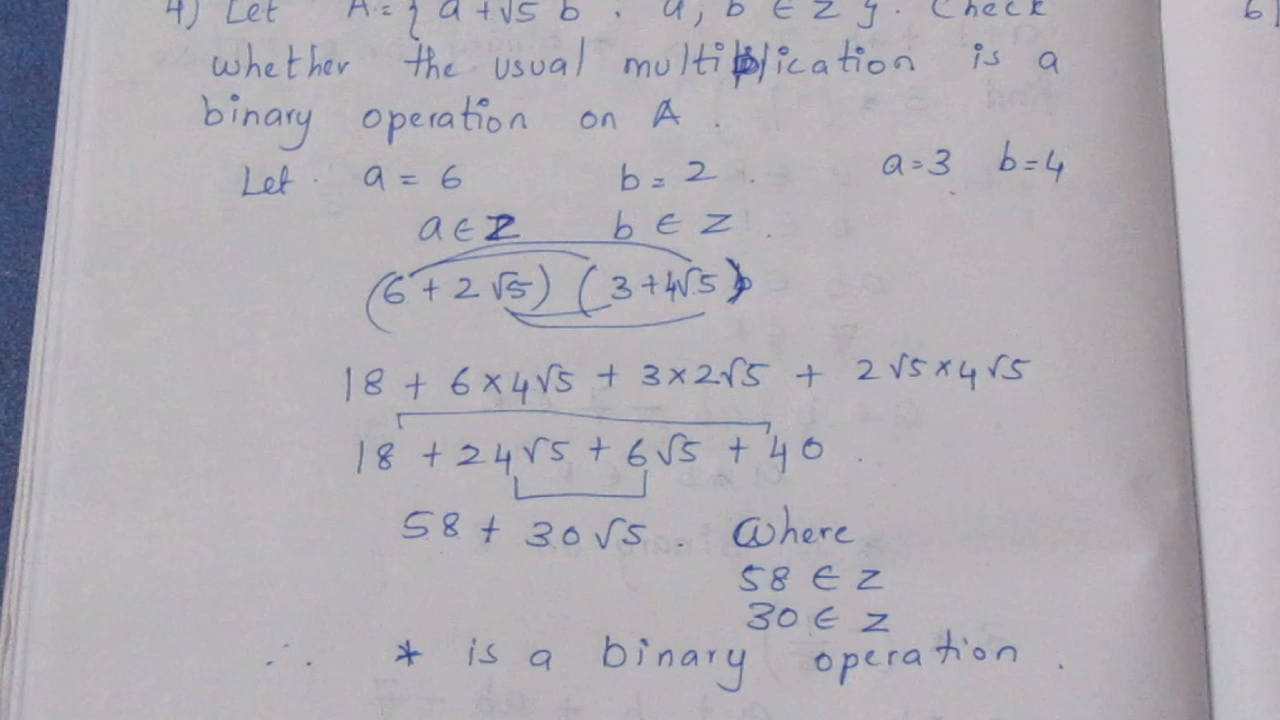 4) Let A = { a + √5 b : a, b ∈ Z }. Check
whether the usual multiplication is a
binary operation on A.
Let a = 6 b = 2. a=3 b=4
a ∈ Z b ∈ Z.
(6 + 2 √5) (3 + 4√5)
18 + 6×4√5 + 3×2√5 + 2√5×4√5
18 + 24√5 + 6√5 + 40.
58 + 30√5. Where
58 ∈ Z
30 ∈ Z
∴ * is a binary operation.
6)